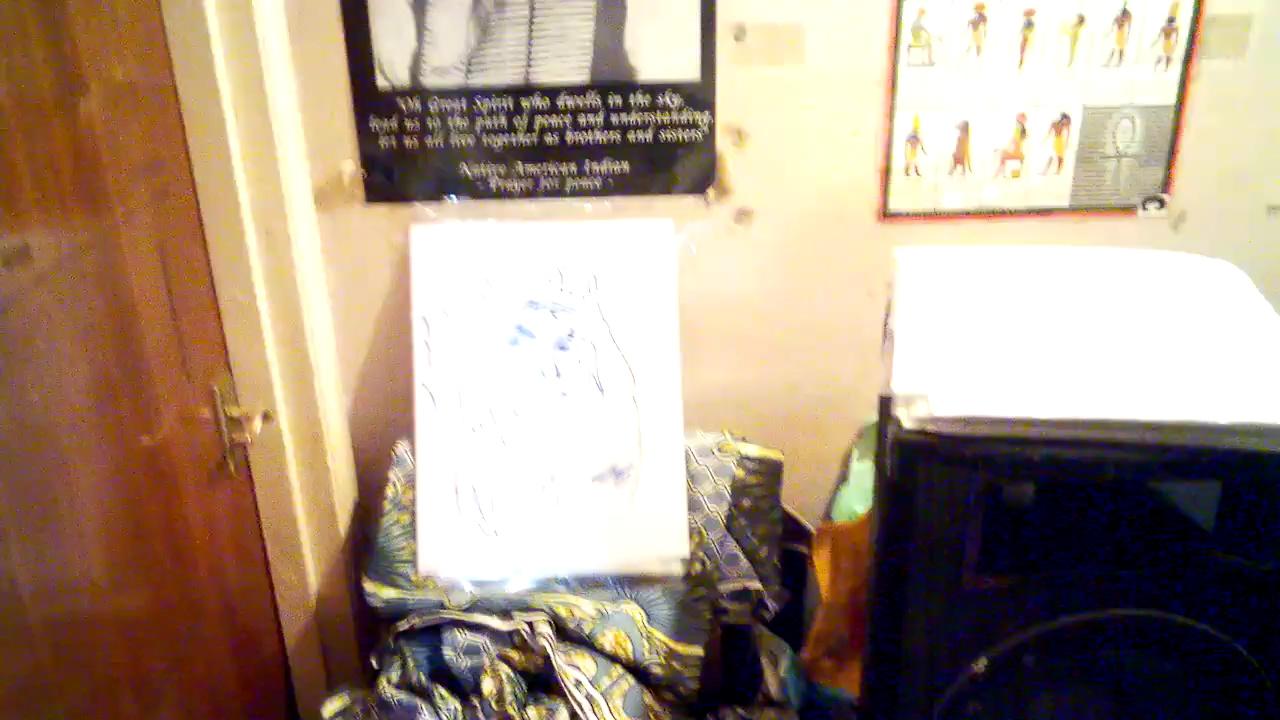 "Oh Great Spirit who dwells in the sky,
lead us to the path of peace and understanding,
let us all live together as brothers and sisters"
Native American Indian
- Prayer for peace -